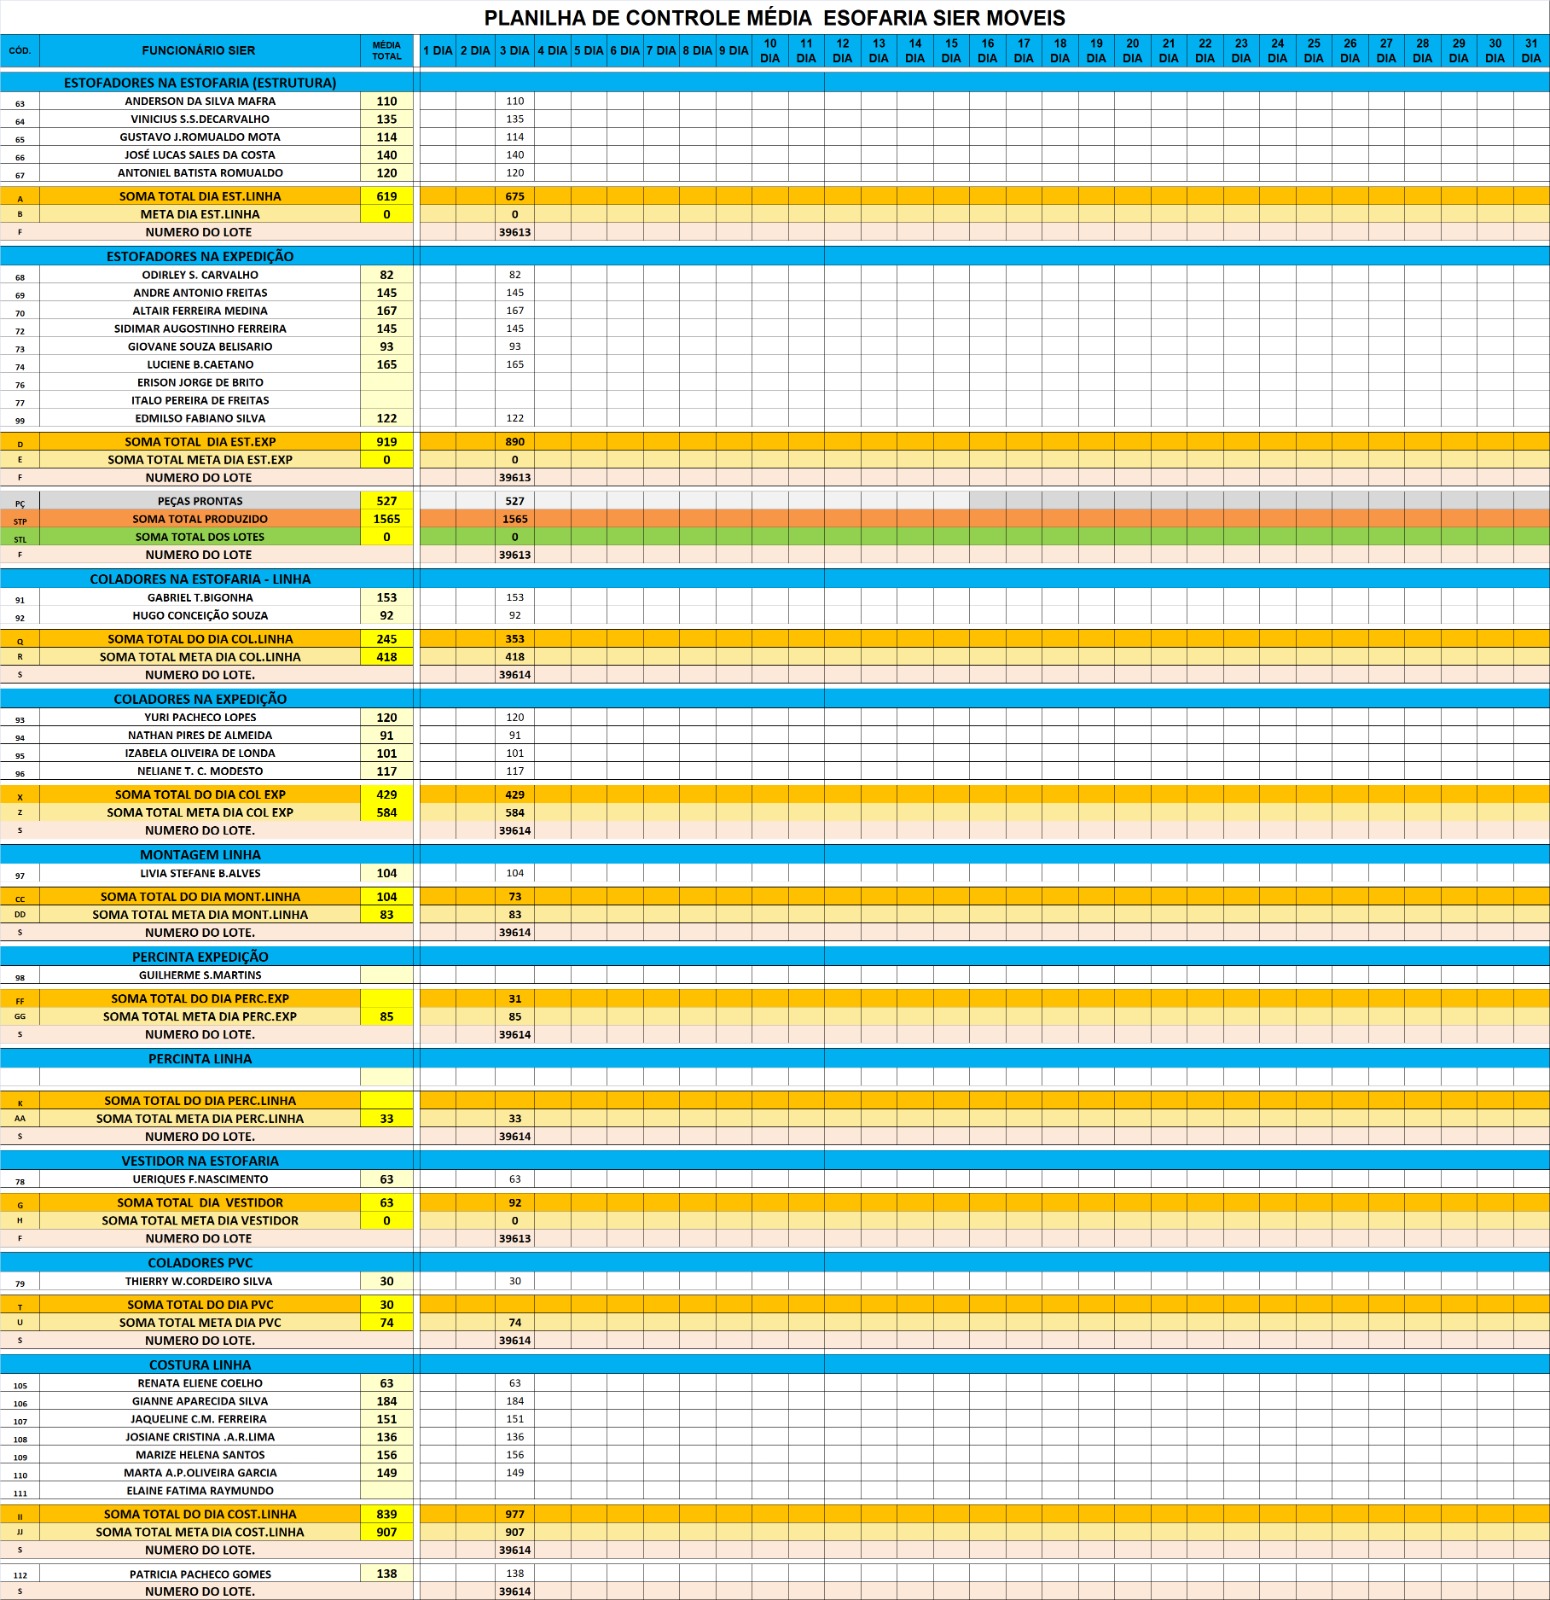 PLANILHA DE CONTROLE MÉDIA  ESOFARIA SIER MOVEIS
CÓD. FUNCIONÁRIO SIER MÉDIA TOTAL 1 DIA 2 DIA 3 DIA 4 DIA 5 DIA 6 DIA 7 DIA 8 DIA 9 DIA 10 DIA 11 DIA 12 DIA 13 DIA 14 DIA 15 DIA 16 DIA 17 DIA 18 DIA 19 DIA 20 DIA 21 DIA 22 DIA 23 DIA 24 DIA 25 DIA 26 DIA 27 DIA 28 DIA 29 DIA 30 DIA 31 DIA
ESTOFADORES NA ESTOFARIA (ESTRUTURA)
63 ANDERSON DA SILVA MAFRA 110 110
64 VINICIUS S.S.DECARVALHO 135 135
65 GUSTAVO J.ROMUALDO MOTA 114 114
66 JOSÉ LUCAS SALES DA COSTA 140 140
67 ANTONIEL BATISTA ROMUALDO 120 120
A SOMA TOTAL DIA EST.LINHA 619 675
B META DIA EST.LINHA 0 0
F NUMERO DO LOTE 39613
ESTOFADORES NA EXPEDIÇÃO
68 ODIRLEY S. CARVALHO 82 82
69 ANDRE ANTONIO FREITAS 145 145
70 ALTAIR FERREIRA MEDINA 167 167
72 SIDIMAR AUGOSTINHO FERREIRA 145 145
73 GIOVANE SOUZA BELISARIO 93 93
74 LUCIENE B.CAETANO 165 165
76 ERISON JORGE DE BRITO
77 ITALO PEREIRA DE FREITAS
99 EDMILSO FABIANO SILVA 122 122
D SOMA TOTAL  DIA EST.EXP 919 890
E SOMA TOTAL META DIA EST.EXP 0 0
F NUMERO DO LOTE 39613
PÇ PEÇAS PRONTAS 527 527
STP SOMA TOTAL PRODUZIDO 1565 1565
STL SOMA TOTAL DOS LOTES 0 0
F NUMERO DO LOTE 39613
COLADORES NA ESTOFARIA - LINHA
91 GABRIEL T.BIGONHA 153 153
92 HUGO CONCEIÇÃO SOUZA 92 92
Q SOMA TOTAL DO DIA COL.LINHA 245 353
R SOMA TOTAL META DIA COL.LINHA 418 418
S NUMERO DO LOTE. 39614
COLADORES NA EXPEDIÇÃO
93 YURI PACHECO LOPES 120 120
94 NATHAN PIRES DE ALMEIDA 91 91
95 IZABELA OLIVEIRA DE LONDA 101 101
96 NELIANE T. C. MODESTO 117 117
X SOMA TOTAL DO DIA COL EXP 429 429
Z SOMA TOTAL META DIA COL EXP 584 584
S NUMERO DO LOTE. 39614
MONTAGEM LINHA
97 LIVIA STEFANE B.ALVES 104 104
CC SOMA TOTAL DO DIA MONT.LINHA 104 73
DD SOMA TOTAL META DIA MONT.LINHA 83 83
S NUMERO DO LOTE. 39614
PERCINTA EXPEDIÇÃO
98 GUILHERME S.MARTINS
FF SOMA TOTAL DO DIA PERC.EXP 31
GG SOMA TOTAL META DIA PERC.EXP 85 85
S NUMERO DO LOTE. 39614
PERCINTA LINHA
K SOMA TOTAL DO DIA PERC.LINHA
AA SOMA TOTAL META DIA PERC.LINHA 33 33
S NUMERO DO LOTE. 39614
VESTIDOR NA ESTOFARIA
78 UERIQUES F.NASCIMENTO 63 63
G SOMA TOTAL  DIA  VESTIDOR 63 92
H SOMA TOTAL META DIA VESTIDOR 0 0
F NUMERO DO LOTE 39613
COLADORES PVC
79 THIERRY W.CORDEIRO SILVA 30 30
T SOMA TOTAL DO DIA PVC 30
U SOMA TOTAL META DIA PVC 74 74
S NUMERO DO LOTE. 39614
COSTURA LINHA
105 RENATA ELIENE COELHO 63 63
106 GIANNE APARECIDA SILVA 184 184
107 JAQUELINE C.M. FERREIRA 151 151
108 JOSIANE CRISTINA .A.R.LIMA 136 136
109 MARIZE HELENA SANTOS 156 156
110 MARTA A.P.OLIVEIRA GARCIA 149 149
111 ELAINE FATIMA RAYMUNDO
II SOMA TOTAL DO DIA COST.LINHA 839 977
JJ SOMA TOTAL META DIA COST.LINHA 907 907
S NUMERO DO LOTE. 39614
112 PATRICIA PACHECO GOMES 138 138
S NUMERO DO LOTE. 39614